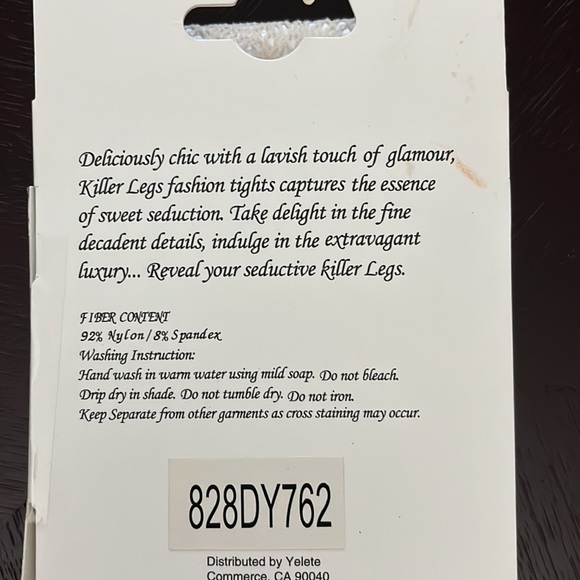 Deliciously chic with a lavish touch of glamour,
Killer Legs fashion tights captures the essence
of sweet seduction. Take delight in the fine
decadent details, indulge in the extravagant
luxury... Reveal your seductive killer Legs.
FIBER CONTENT
92% Nylon / 8% Spandex
Washing Instruction:
Hand wash in warm water using mild soap. Do not bleach.
Drip dry in shade. Do not tumble dry. Do not iron.
Keep Separate from other garments as cross staining may occur.
828DY762
Distributed by Yelete
Commerce, CA 90040